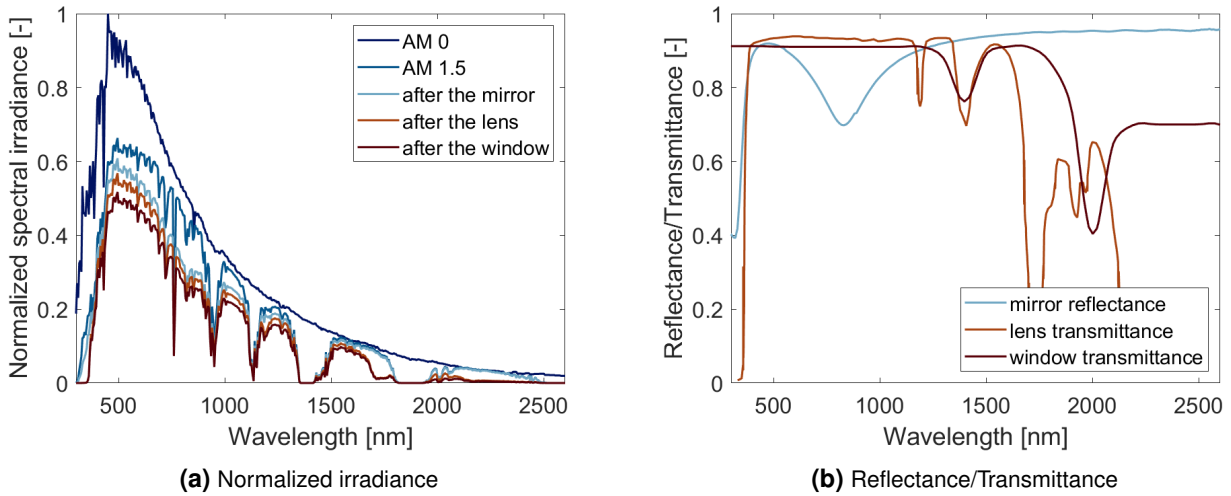 Normalized spectral irradiance [-]
1
0.8
0.6
0.4
0.2
0
500
1000
1500
2000
2500
Wavelength [nm]
AM 0
AM 1.5
after the mirror
after the lens
after the window
(a) Normalized irradiance
Reflectance/Transmittance [-]
1
0.8
0.6
0.4
0.2
0
500
1000
1500
2000
2500
Wavelength [nm]
mirror reflectance
lens transmittance
window transmittance
(b) Reflectance/Transmittance